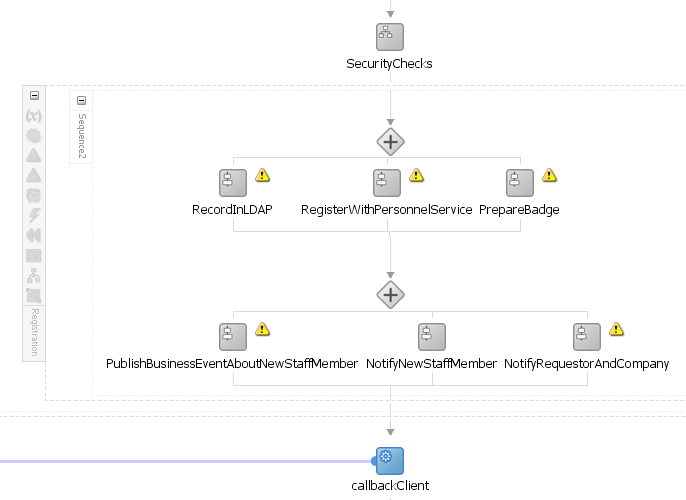 SecurityChecks
Sequence2
(x)
RecordInLDAP
RegisterWithPersonnelService
PrepareBadge
Registration
PublishBusinessEventAboutNewStaffMember
NotifyNewStaffMember
NotifyRequestorAndCompany
callbackClient